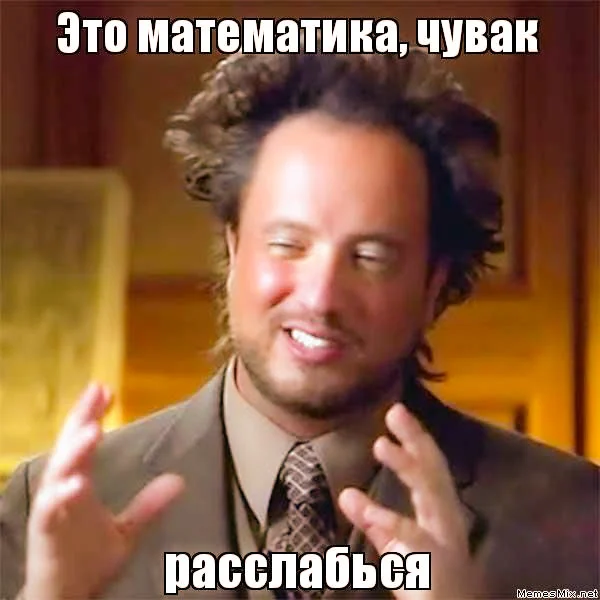 Это математика, чувак
расслабься
MemesMix.net